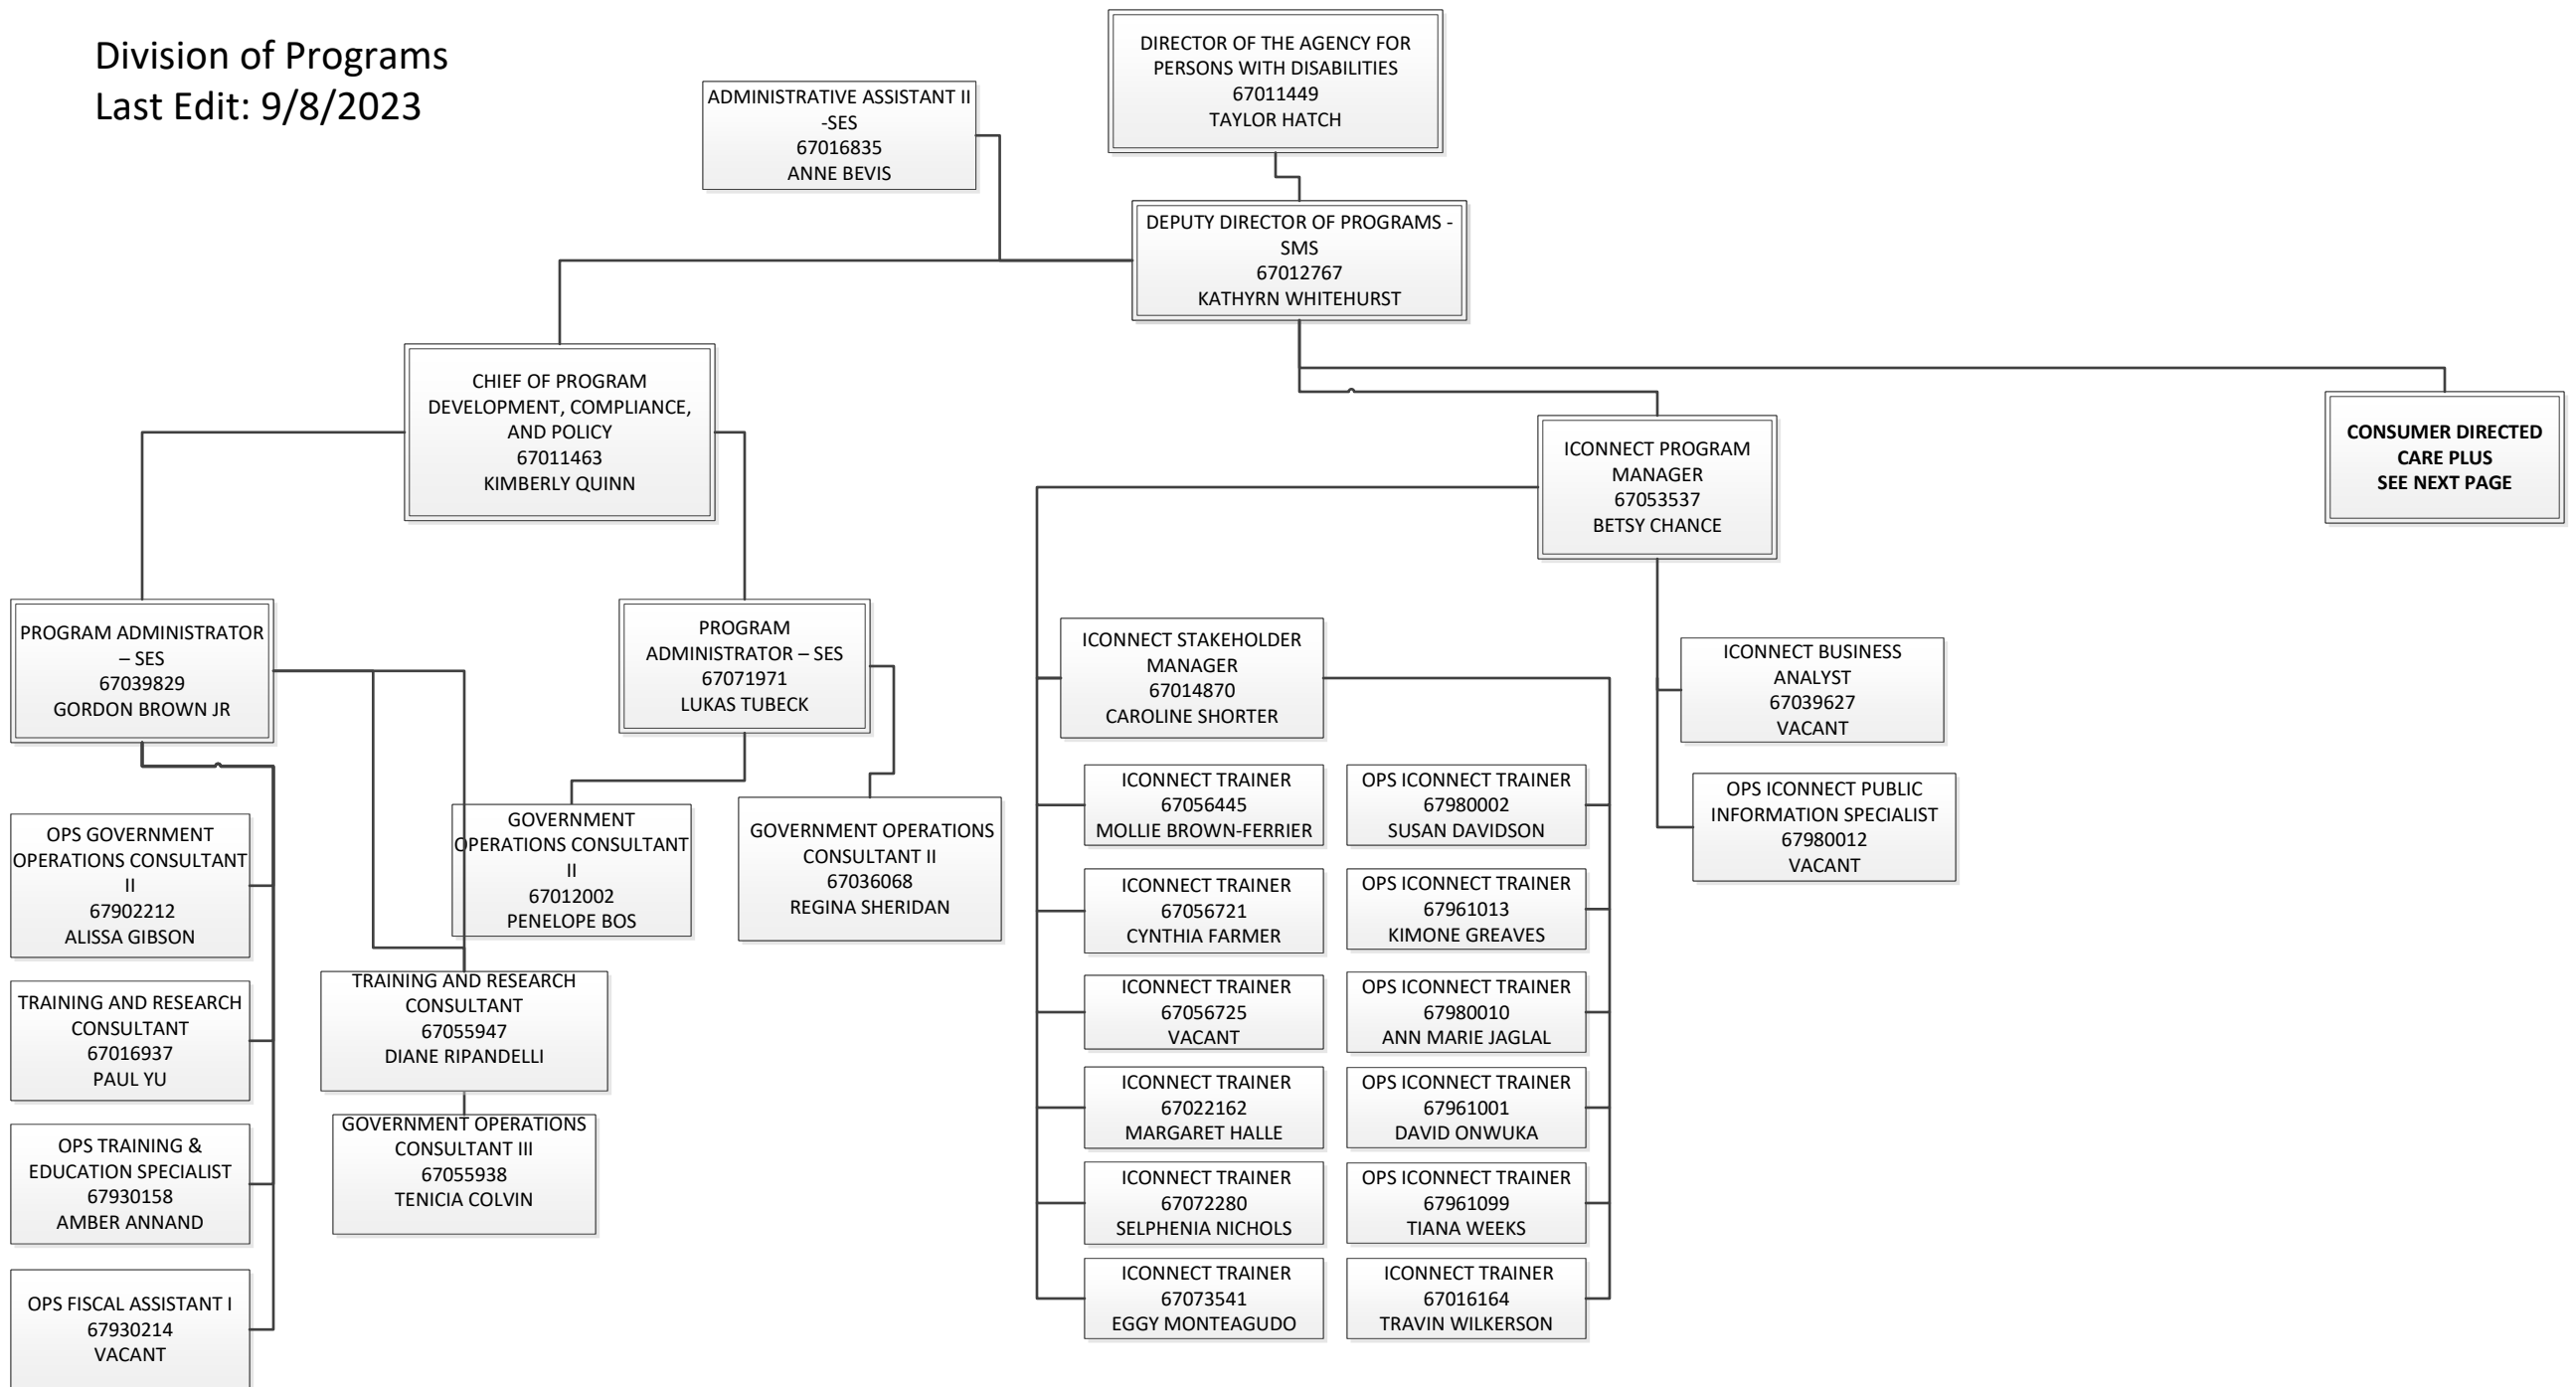 Division of Programs
Last Edit: 9/8/2023
DIRECTOR OF THE AGENCY FOR
PERSONS WITH DISABILITIES
67011449
TAYLOR HATCH
ADMINISTRATIVE ASSISTANT II
-SES
67016835
ANNE BEVIS
DEPUTY DIRECTOR OF PROGRAMS -
SMS
67012767
KATHYRN WHITEHURST
CHIEF OF PROGRAM
DEVELOPMENT, COMPLIANCE,
AND POLICY
67011463
KIMBERLY QUINN
ICONNECT PROGRAM
MANAGER
67053537
BETSY CHANCE
CONSUMER DIRECTED
CARE PLUS
SEE NEXT PAGE
PROGRAM ADMINISTRATOR
– SES
67039829
GORDON BROWN JR
PROGRAM
ADMINISTRATOR – SES
67071971
LUKAS TUBECK
ICONNECT STAKEHOLDER
MANAGER
67014870
CAROLINE SHORTER
ICONNECT BUSINESS
ANALYST
67039627
VACANT
OPS ICONNECT PUBLIC
INFORMATION SPECIALIST
67980012
VACANT
OPS GOVERNMENT
OPERATIONS CONSULTANT
II
67902212
ALISSA GIBSON
TRAINING AND RESEARCH
CONSULTANT
67016937
PAUL YU
OPS TRAINING &
EDUCATION SPECIALIST
67930158
AMBER ANNAND
OPS FISCAL ASSISTANT I
67930214
VACANT
GOVERNMENT
OPERATIONS CONSULTANT
II
67012002
PENELOPE BOS
GOVERNMENT OPERATIONS
CONSULTANT II
67036068
REGINA SHERIDAN
TRAINING AND RESEARCH
CONSULTANT
67055947
DIANE RIPANDELLI
GOVERNMENT OPERATIONS
CONSULTANT III
67055938
TENICIA COLVIN
ICONNECT TRAINER
67056445
MOLLIE BROWN-FERRIER
ICONNECT TRAINER
67056721
CYNTHIA FARMER
ICONNECT TRAINER
67056725
VACANT
ICONNECT TRAINER
67022162
MARGARET HALLE
ICONNECT TRAINER
67072280
SELPHENIA NICHOLS
ICONNECT TRAINER
67073541
EGGY MONTEAGUDO
OPS ICONNECT TRAINER
67980002
SUSAN DAVIDSON
OPS ICONNECT TRAINER
67961013
KIMONE GREAVES
OPS ICONNECT TRAINER
67980010
ANN MARIE JAGLAL
OPS ICONNECT TRAINER
67961001
DAVID ONWUKA
OPS ICONNECT TRAINER
67961099
TIANA WEEKS
ICONNECT TRAINER
67016164
TRAVIN WILKERSON